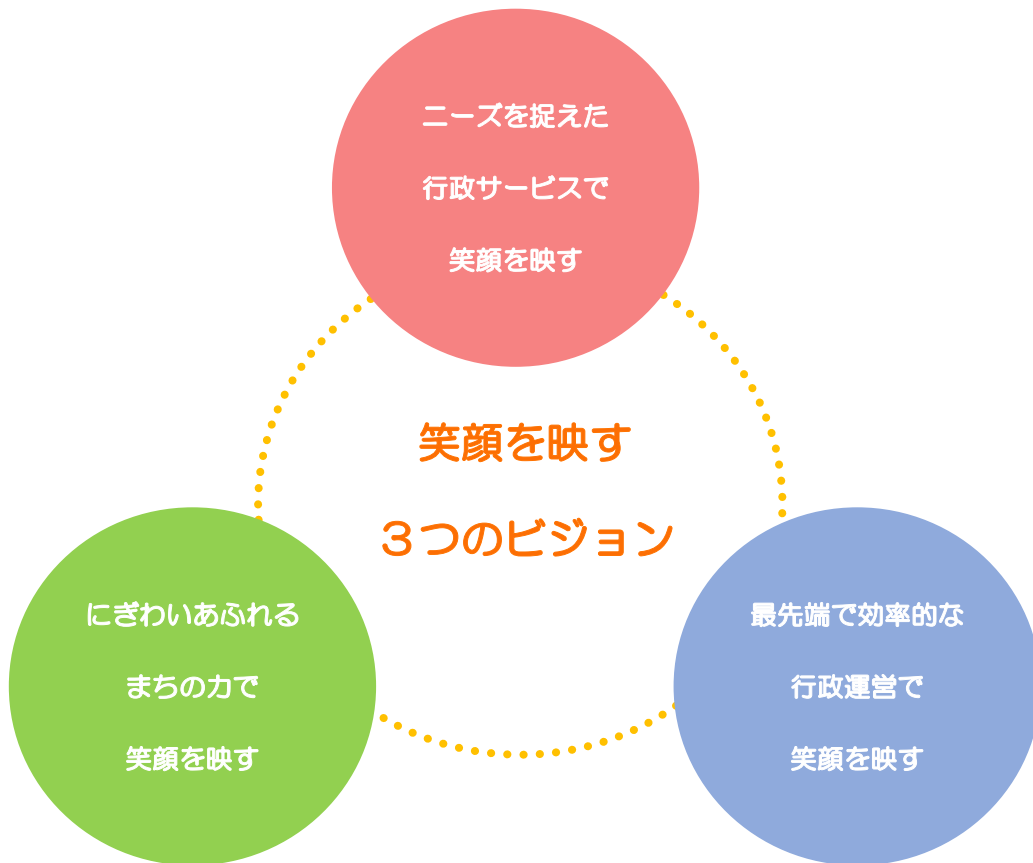 ニーズを捉えた
行政サービスで
笑顔を映す
笑顔を映す
３つのビジョン
にぎわいあふれる
まちの力で
笑顔を映す
最先端で効率的な
行政運営で
笑顔を映す